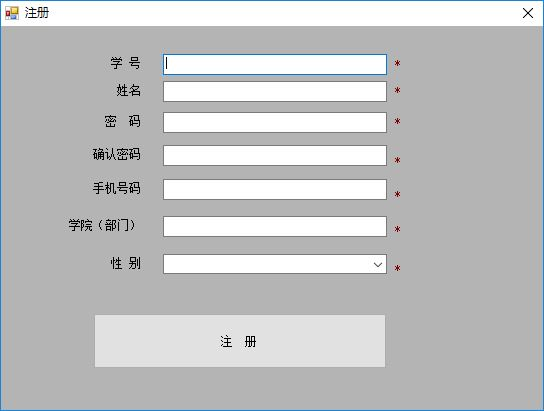 注册
学 号 *
姓名 *
密 码 *
确认密码 *
手机号码 *
学院（部门） *
性 别 *
注 册